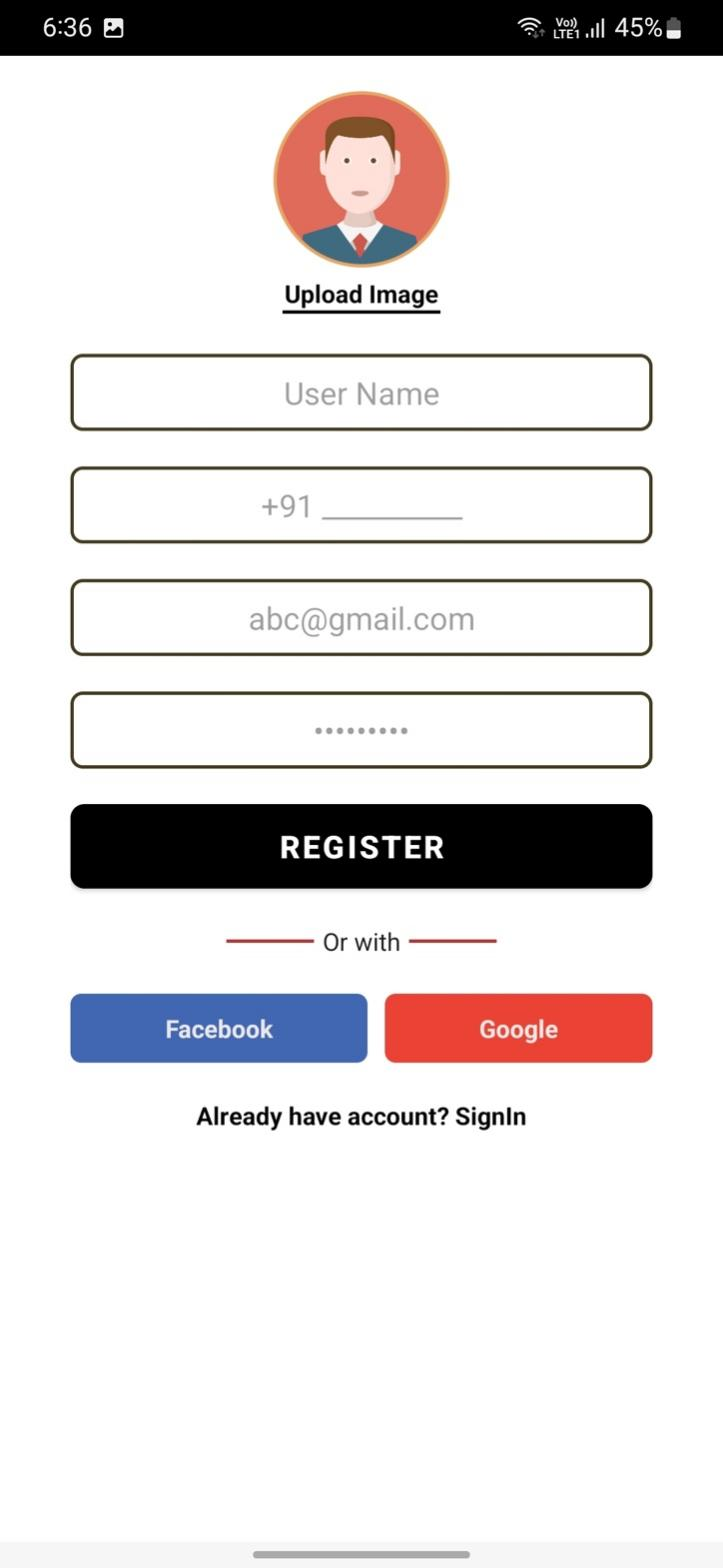 6:36 Vo)) LTE1 45%
Upload Image
User Name
+91 __________
abc@gmail.com
•••••••••
REGISTER
Or with
Facebook Google
Already have account? SignIn